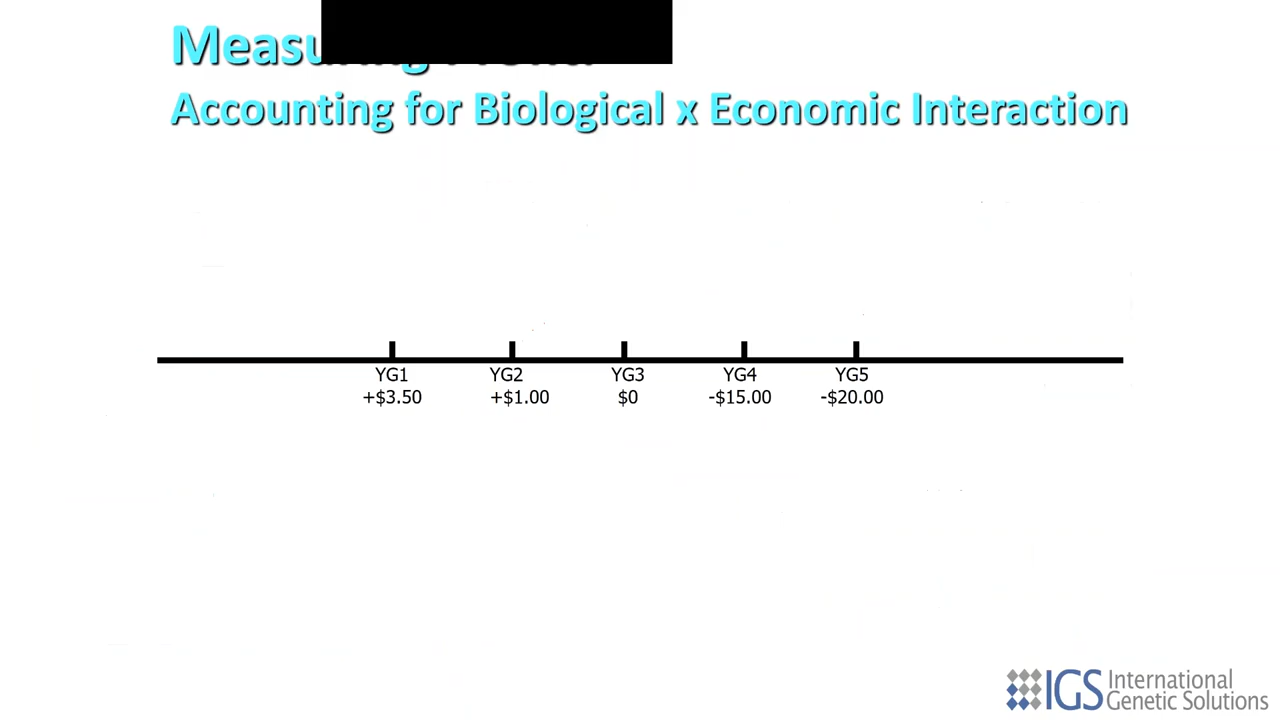 Accounting for Biological x Economic Interaction
YG1 YG2 YG3 YG4 YG5
+$3.50 +$1.00 $0 -$15.00 -$20.00
IGS International
Genetic Solutions